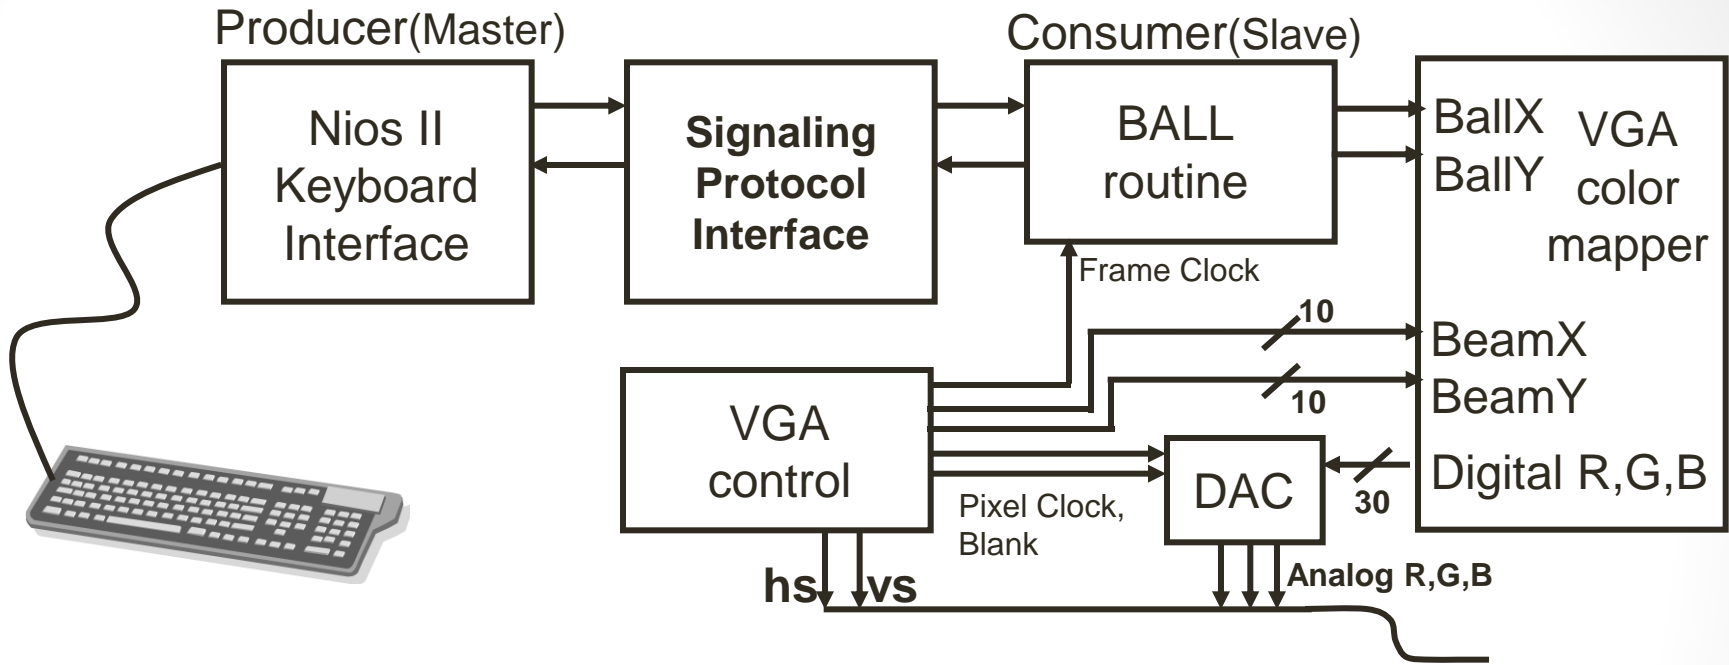 Producer(Master)
Consumer(Slave)
Nios II
Keyboard
Interface
Signaling
Protocol
Interface
BALL
routine
BallX
BallY
VGA
color
mapper
Frame Clock
10
BeamX
10
BeamY
VGA
control
DAC
30
Digital R,G,B
Pixel Clock,
Blank
hs
vs
Analog R,G,B